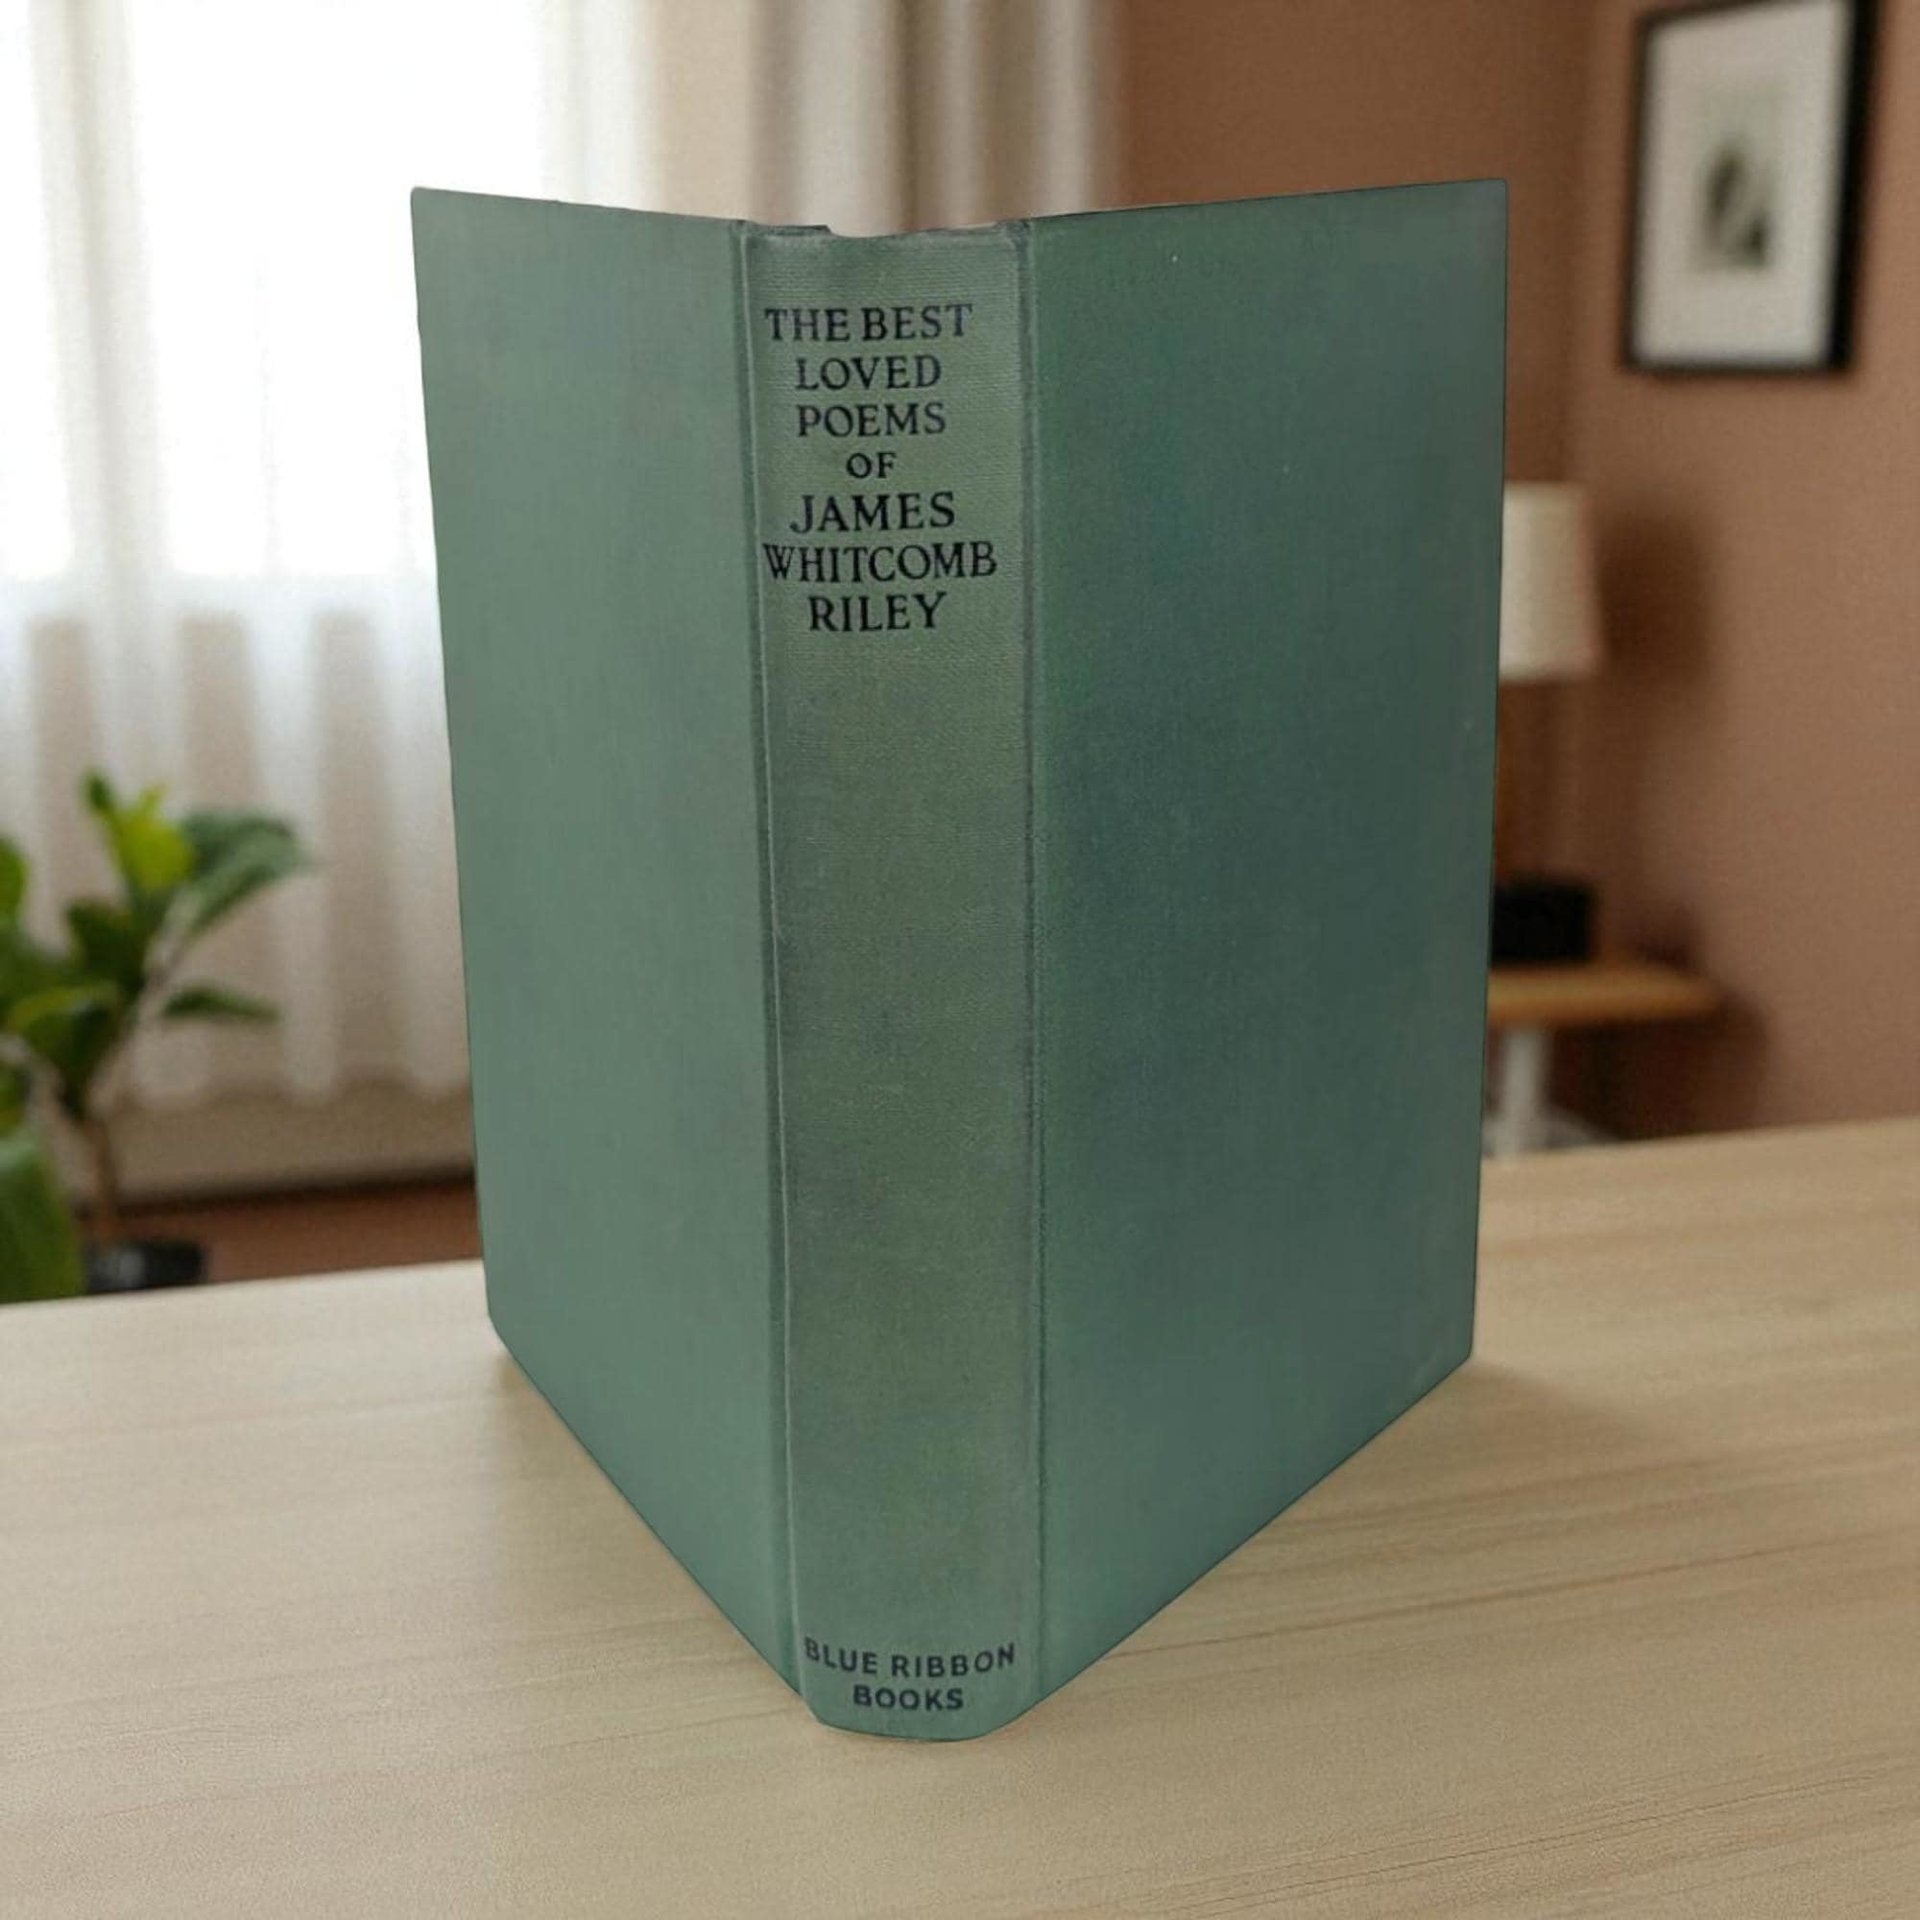 THE BEST
LOVED
POEMS
OF
JAMES
WHITCOMB
RILEY
BLUE RIBBON
BOOKS